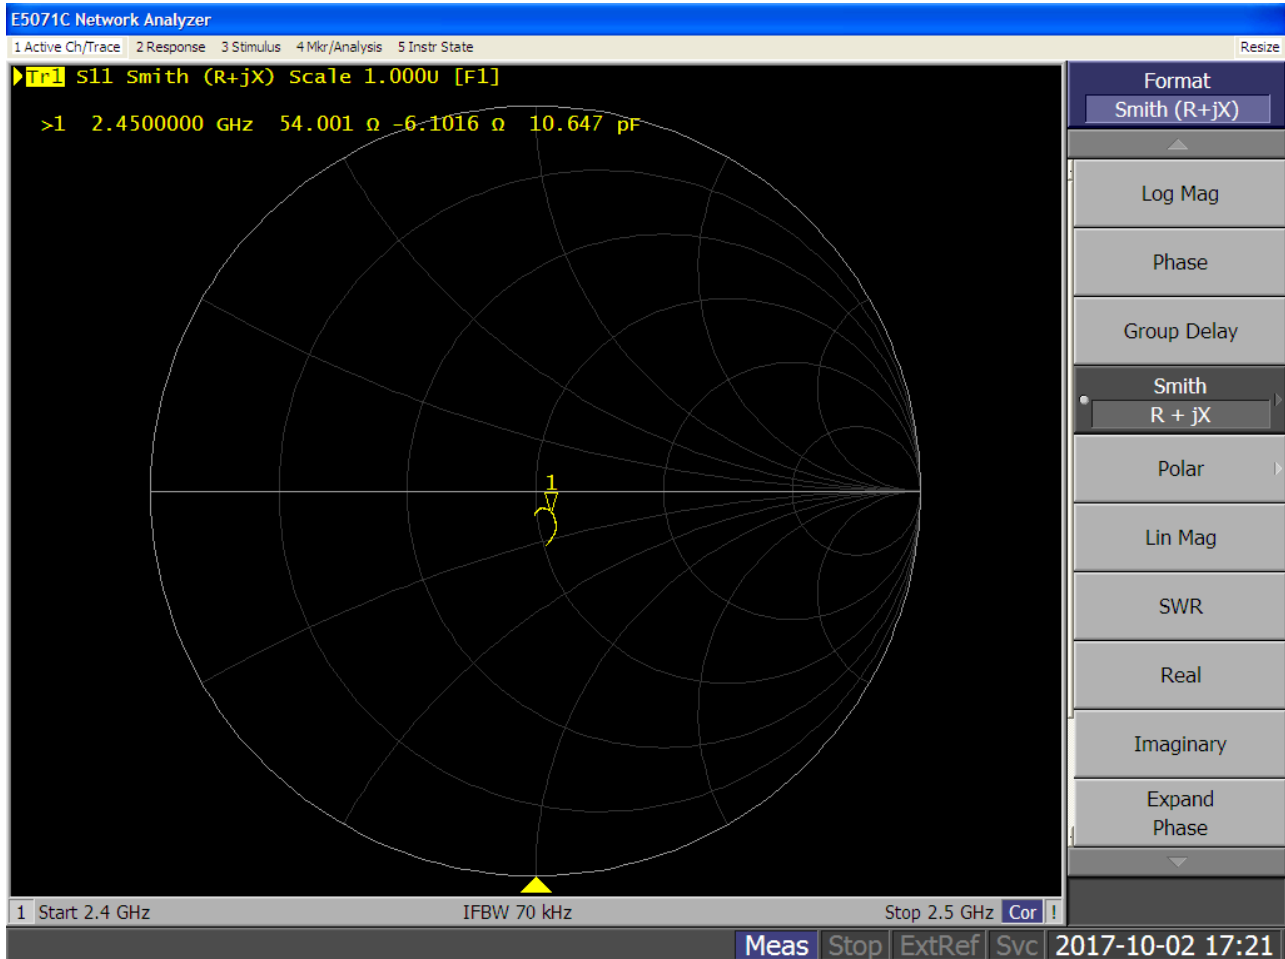 E5071C Network Analyzer
1 Active Ch/Trace 2 Response 3 Stimulus 4 Mkr/Analysis 5 Instr State Resize
Tr1 S11 Smith (R+jX) Scale 1.000U [F1]
>1 2.4500000 GHz 54.001 Ω -6.1016 Ω 10.647 pF
1
Format
Smith (R+jX)
Log Mag
Phase
Group Delay
Smith
R + jX
Polar
Lin Mag
SWR
Real
Imaginary
Expand
Phase
1 Start 2.4 GHz IFBW 70 kHz Stop 2.5 GHz Cor !
Meas Stop ExtRef Svc 2017-10-02 17:21